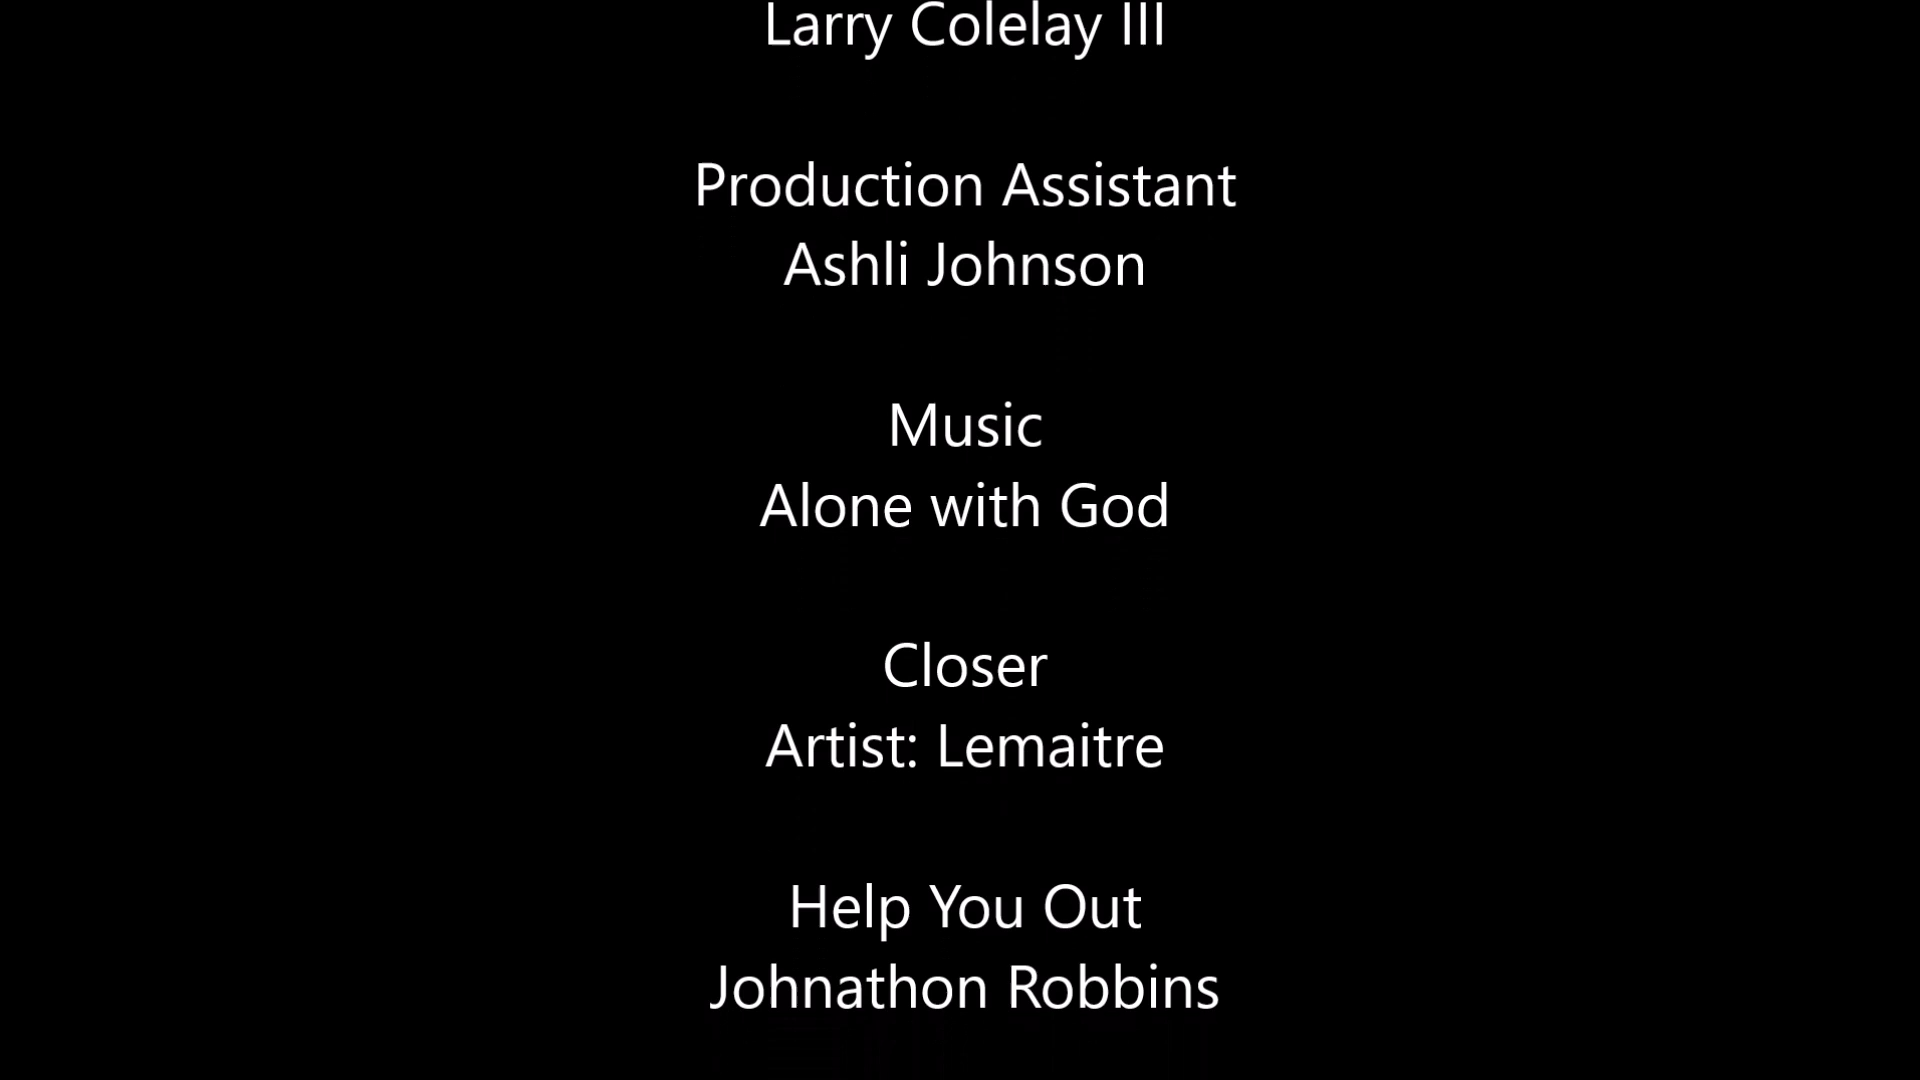 Larry Colelay III
Production Assistant
Ashli Johnson
Music
Alone with God
Closer
Artist: Lemaitre
Help You Out
Johnathon Robbins